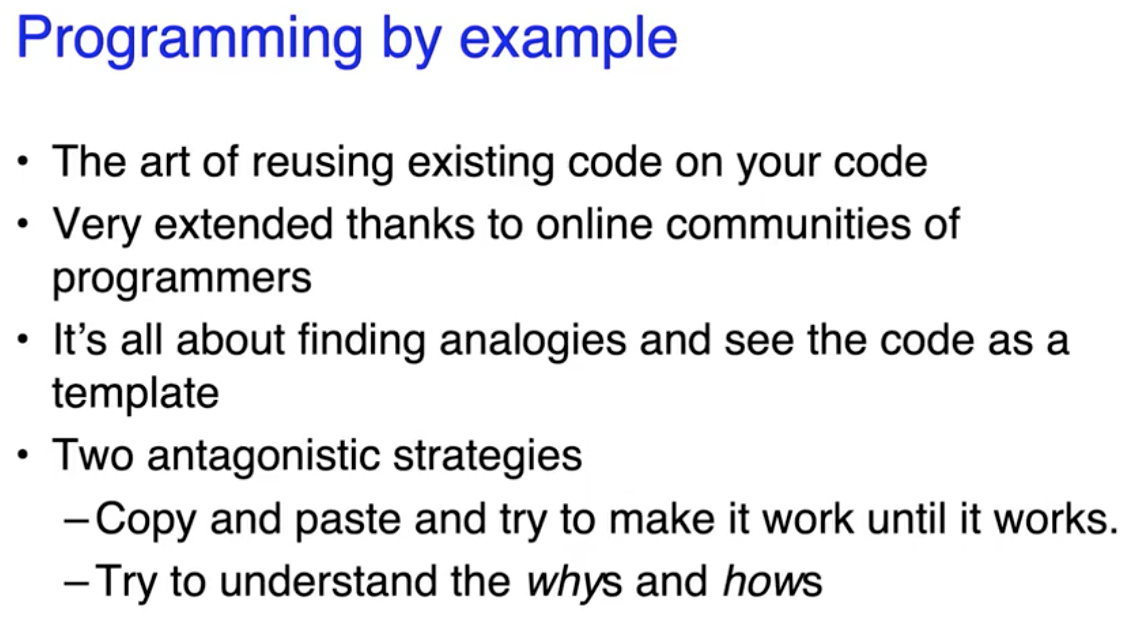 Programming by example
• The art of reusing existing code on your code
• Very extended thanks to online communities of
programmers
• It’s all about finding analogies and see the code as a
template
• Two antagonistic strategies
–Copy and paste and try to make it work until it works.
–Try to understand the whys and hows